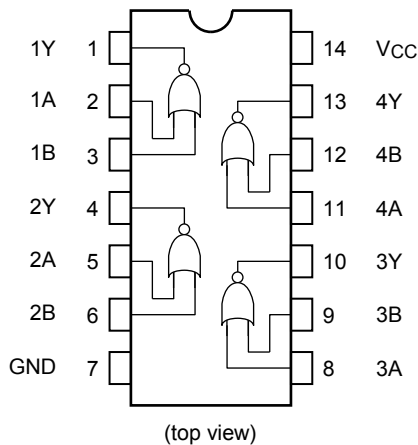 1Y 1 14 VCC
1A 2 13 4Y
1B 3 12 4B
2Y 4 11 4A
2A 5 10 3Y
2B 6 9 3B
GND 7 8 3A
(top view)